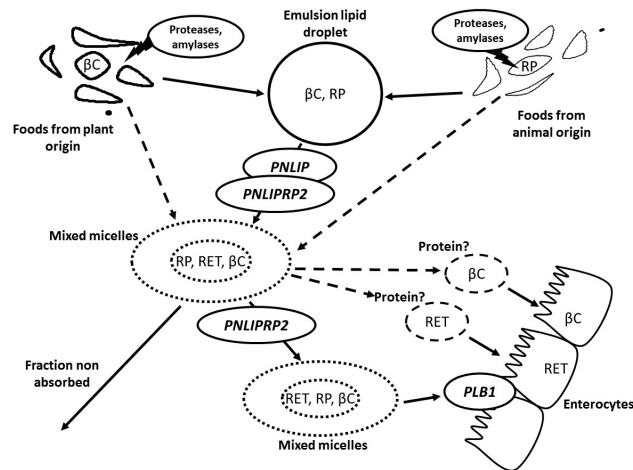 Proteases,
amylases
βC
Foods from plant
origin
Emulsion lipid
droplet
βC, RP
Proteases,
amylases
RP
Foods from
animal origin
PNLIP
PNLIPRP2
Mixed micelles
RP, RET, βC
Protein?
βC
Protein?
RET
βC
RET
PNLIPRP2
Fraction non
absorbed
RET, RP, βC
Mixed micelles
PLB1
Enterocytes